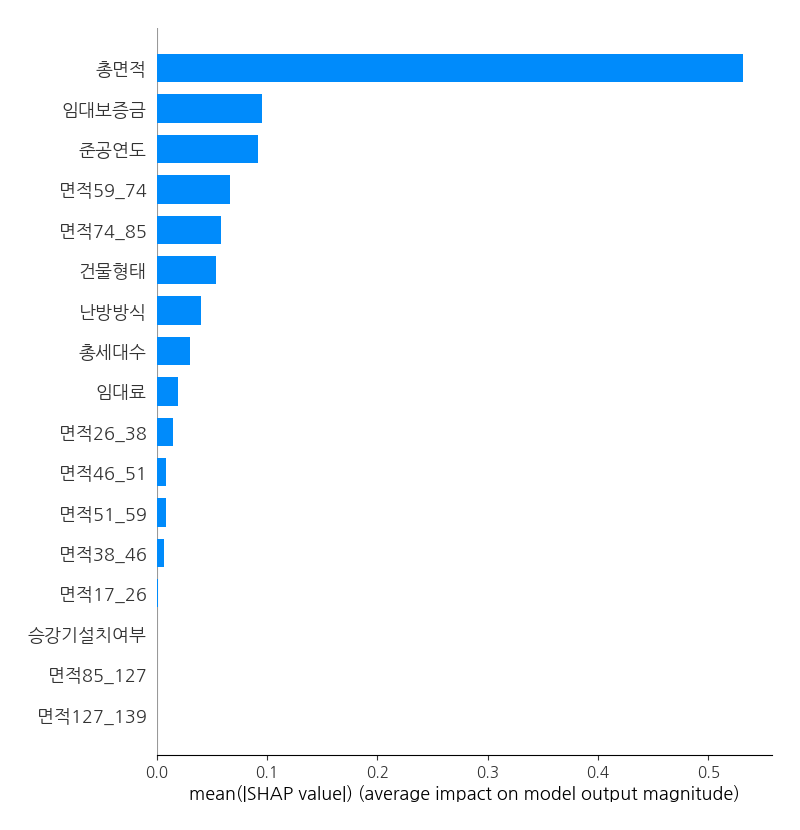 총면적
임대보증금
준공연도
면적59_74
면적74_85
건물형태
난방방식
총세대수
임대료
면적26_38
면적46_51
면적51_59
면적38_46
면적17_26
승강기설치여부
면적85_127
면적127_139
0.0 0.1 0.2 0.3 0.4 0.5
mean(|SHAP value|) (average impact on model output magnitude)